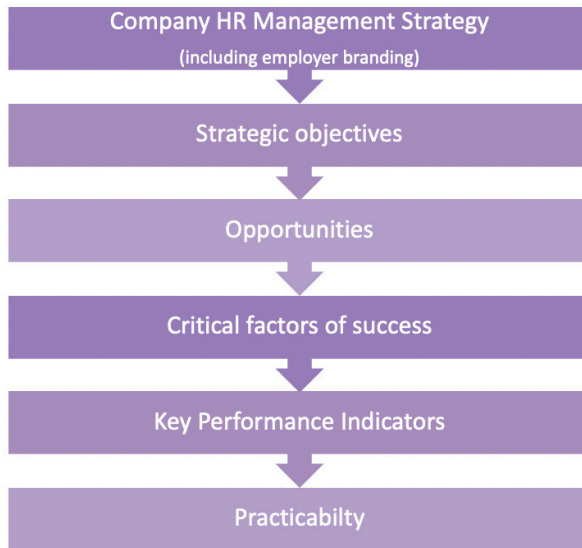 Company HR Management Strategy
(including employer branding)
Strategic objectives
Opportunities
Critical factors of success
Key Performance Indicators
Practicabilty